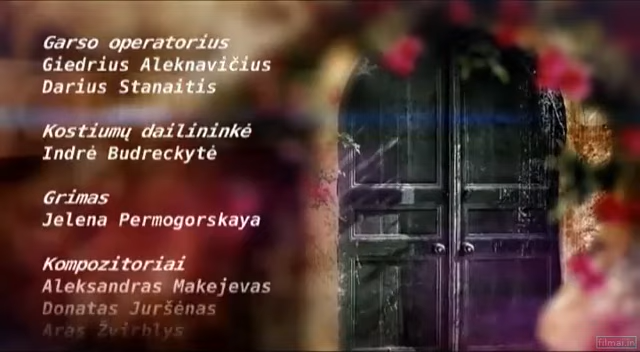 Garso operatorius
Giedrius Aleknavičius
Darius Stanaitis
Kostiumų dailininkė
Indrė Budreckytė
Grimas
Jelena Permogorskaya
Kompozitoriai
Aleksandras Makejevas
Donatas Juršėnas
Aras Žvirblys
filmai.in